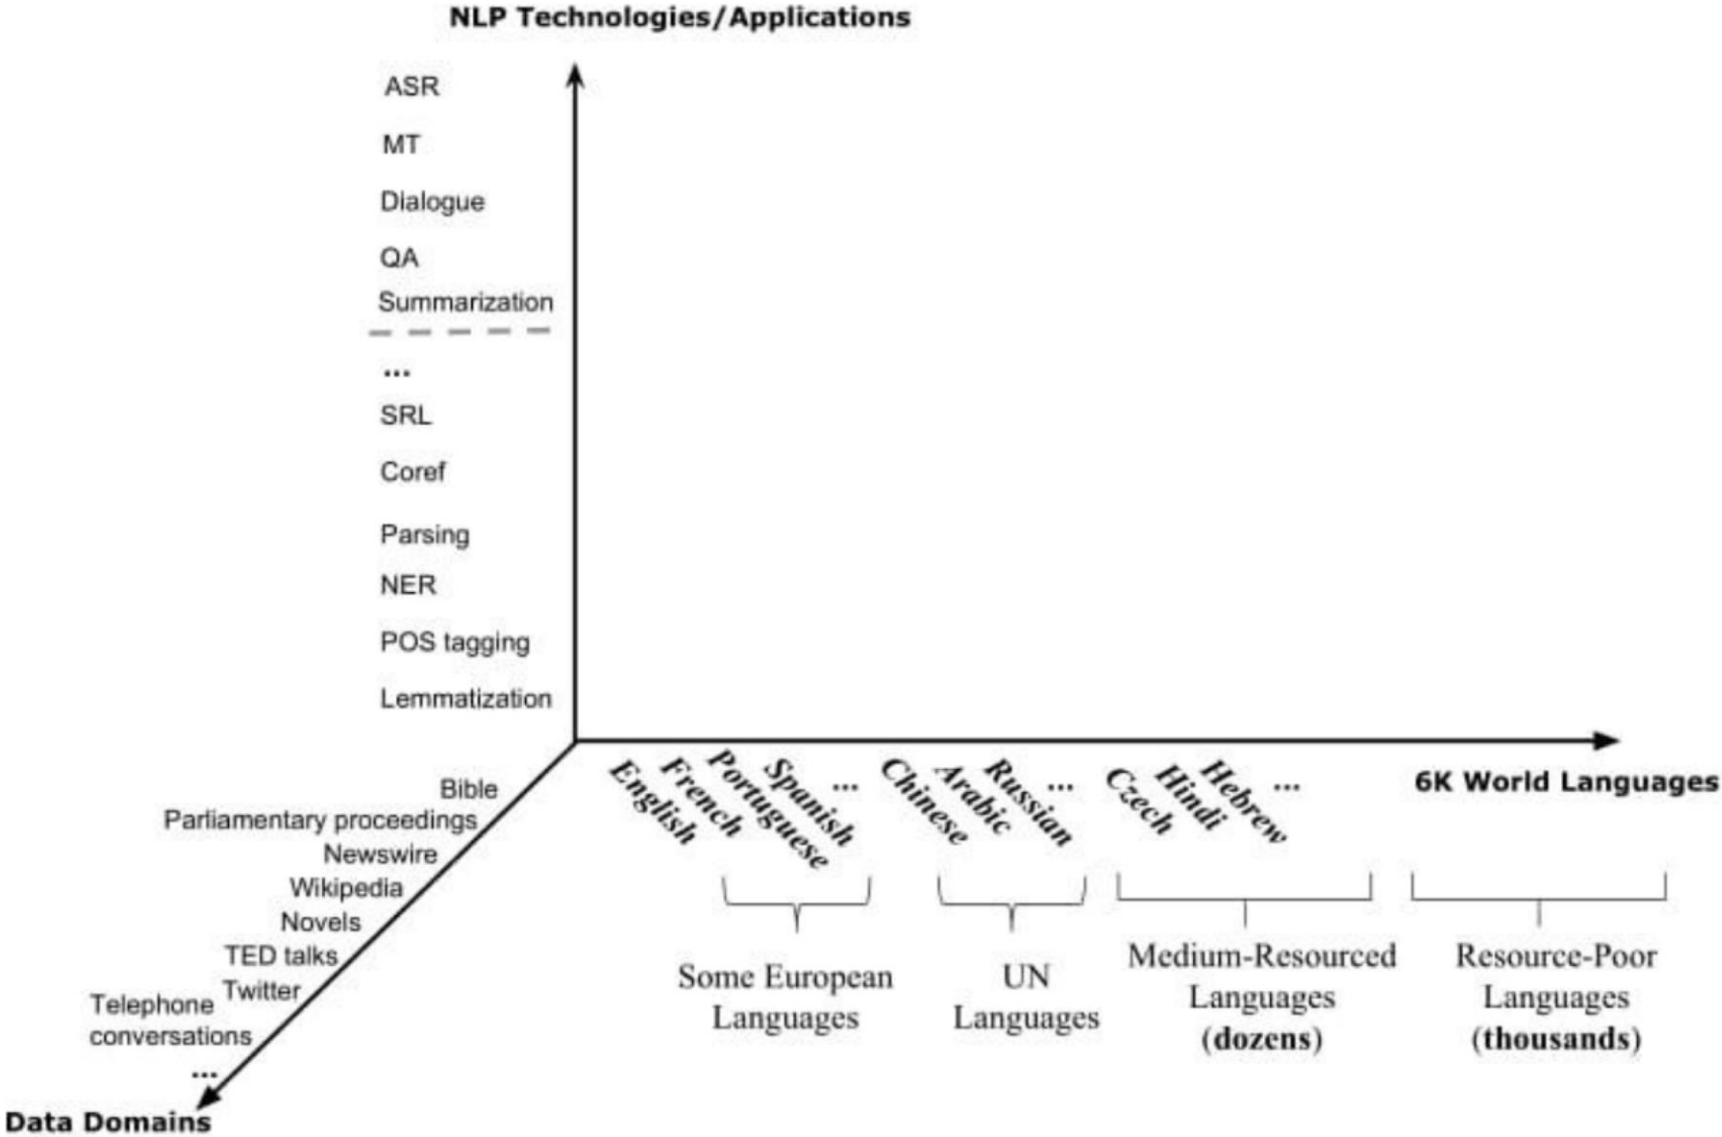 NLP Technologies/Applications
ASR
MT
Dialogue
QA
Summarization
...
SRL
Coref
Parsing
NER
POS tagging
Lemmatization
Bible
Parliamentary proceedings
Newswire
Wikipedia
Novels
TED talks
Twitter
Telephone
conversations
...
Data Domains
English
French
Portuguese
Spanish
...
Chinese
Arabic
Russian
...
Czech
Hindi
Hebrew
...
6K World Languages
Some European
Languages
UN
Languages
Medium-Resourced
Languages
(dozens)
Resource-Poor
Languages
(thousands)